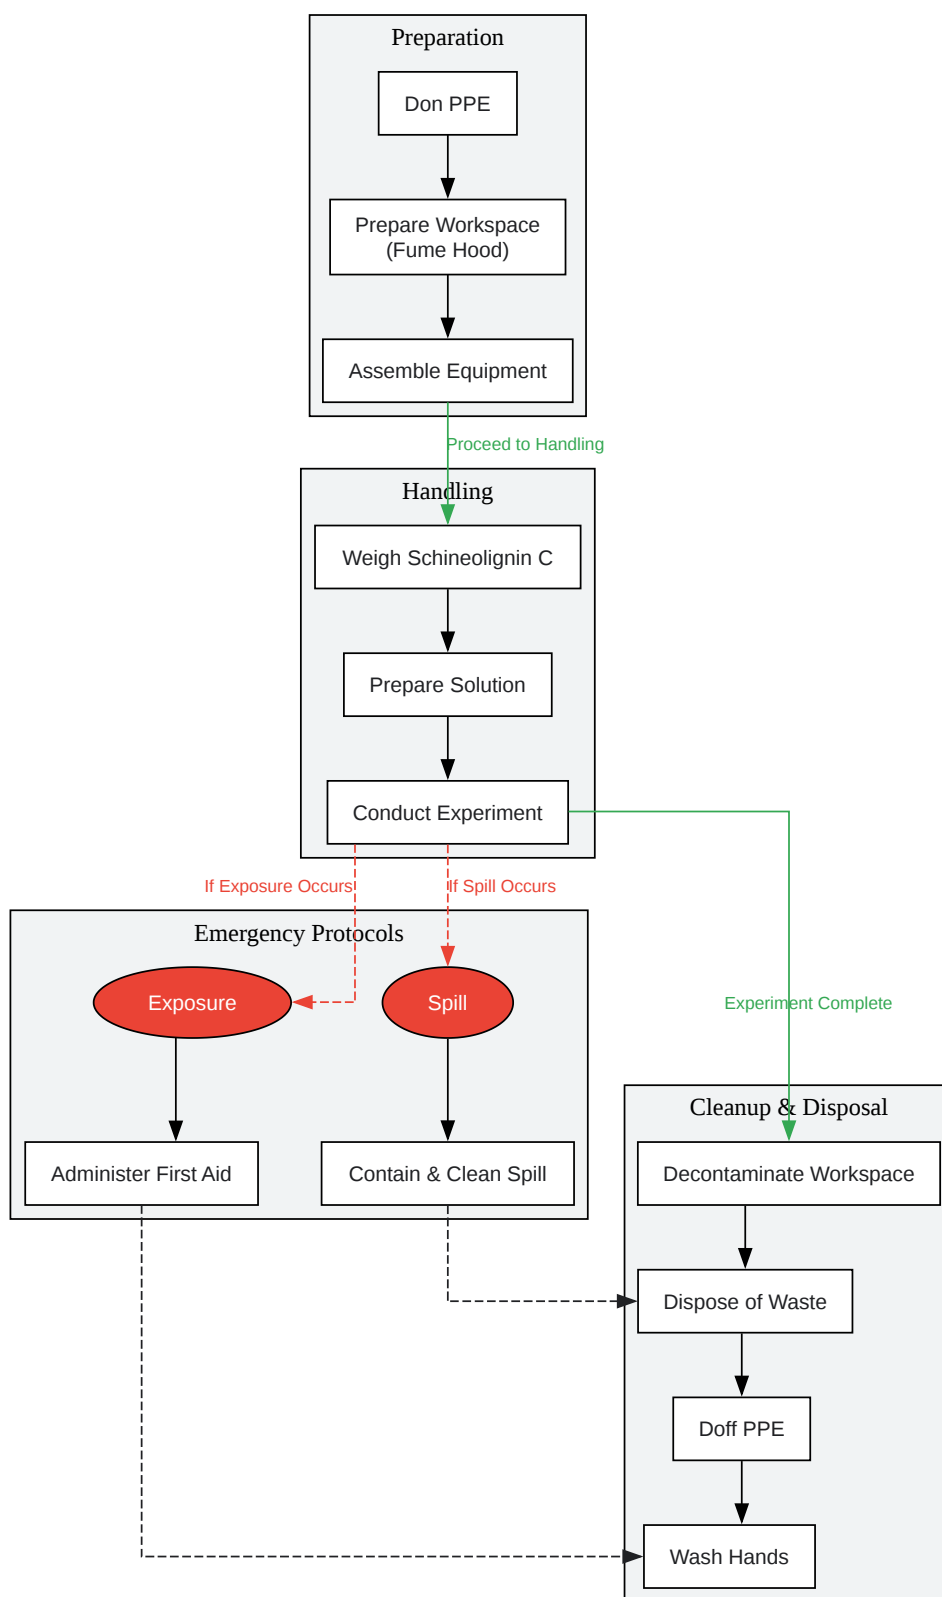 Preparation
Don PPE
Prepare Workspace
(Fume Hood)
Assemble Equipment
Proceed to Handling
Handling
Weigh Schineolignin C
Prepare Solution
Conduct Experiment
If Exposure Occurs
If Spill Occurs
Emergency Protocols
Exposure
Spill
Experiment Complete
Cleanup & Disposal
Administer First Aid
Contain & Clean Spill
Decontaminate Workspace
Dispose of Waste
Doff PPE
Wash Hands